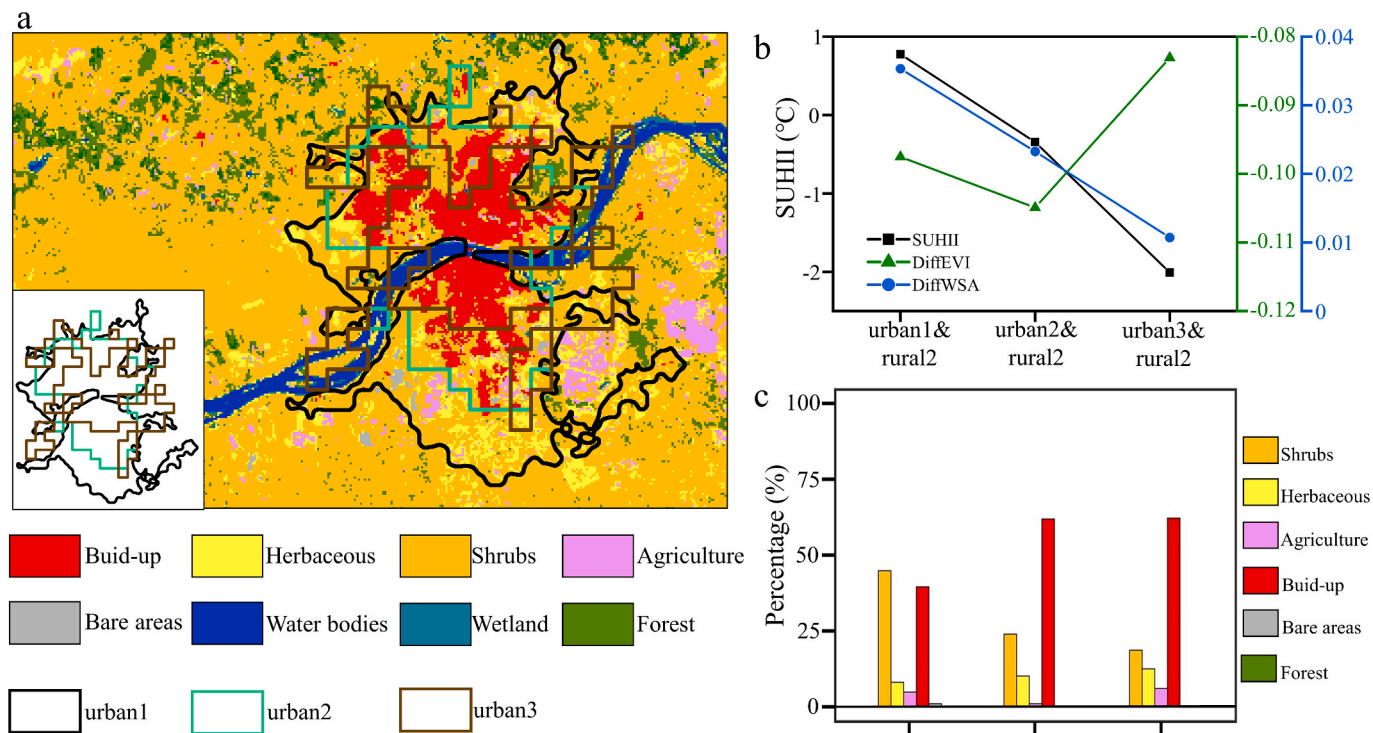 a
Buid-up
Herbaceous
Shrubs
Agriculture
Bare areas
Water bodies
Wetland
Forest
urban1
urban2
urban3
b
SUHII (°C)
1
0
-1
-2
SUHII
DiffEVI
DiffWSA
-0.08
-0.09
-0.10
-0.11
-0.12
0.04
0.03
0.02
0.01
0
urban1&
rural2
urban2&
rural2
urban3&
rural2
c
Percentage (%)
100
75
50
25
0
Shrubs
Herbaceous
Agriculture
Buid-up
Bare areas
Forest